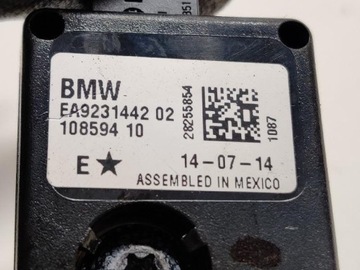 BMW
EA9231442 02
108594 10
28255854
1087
E★
14-07-14
ASSEMBLED IN MEXICO